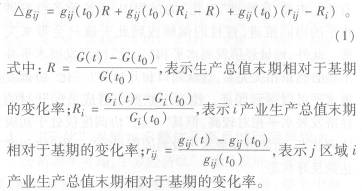 △g_{ij} = g_{ij}(t_0)R + g_{ij}(t_0)(R_i − R) + g_{ij}(t_0)(r_{ij} − R_i) 。
(1)
式中：R = \frac{G(t) − G(t_0)}{G(t_0)}，表示生产总值末期相对于基期
的变化率；R_i = \frac{G_i(t) − G_i(t_0)}{G_i(t_0)}，表示 i 产业生产总值末期
相对于基期的变化率；r_{ij} = \frac{g_{ij}(t) − g_{ij}(t_0)}{g_{ij}(t_0)}，表示 j 区域 i
产业生产总值末期相对于基期的变化率。